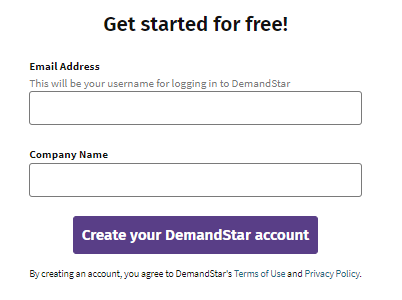 Get started for free!
Email Address
This will be your username for logging in to DemandStar
Company Name
Create your DemandStar account
By creating an account, you agree to DemandStar's Terms of Use and Privacy Policy.